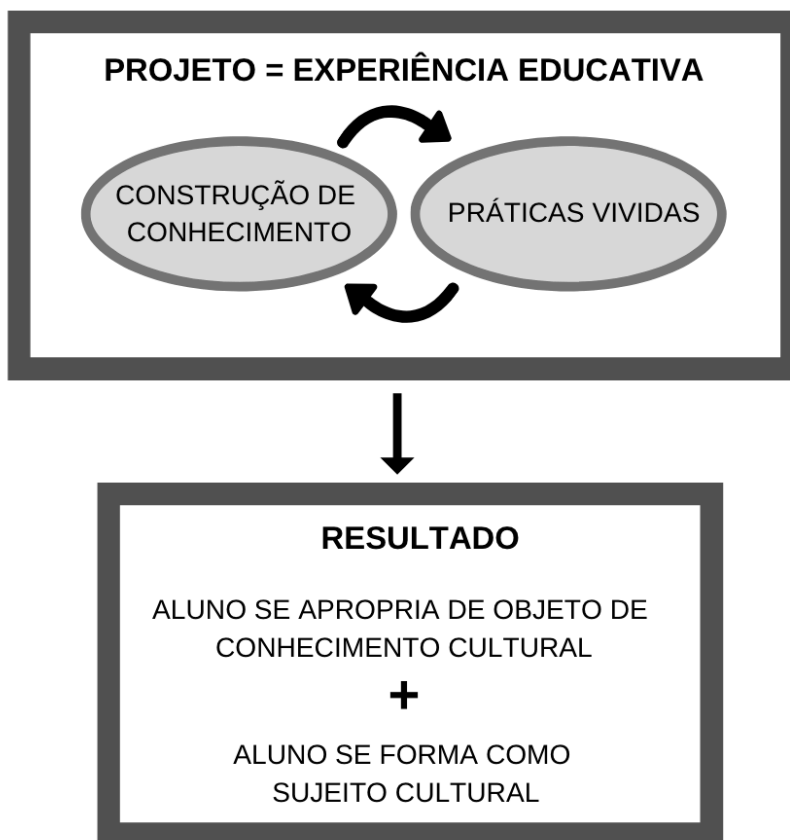 PROJETO = EXPERIÊNCIA EDUCATIVA
CONSTRUÇÃO DE
CONHECIMENTO
PRÁTICAS VIVIDAS
RESULTADO
ALUNO SE APROPRIA DE OBJETO DE
CONHECIMENTO CULTURAL
+
ALUNO SE FORMA COMO
SUJEITO CULTURAL